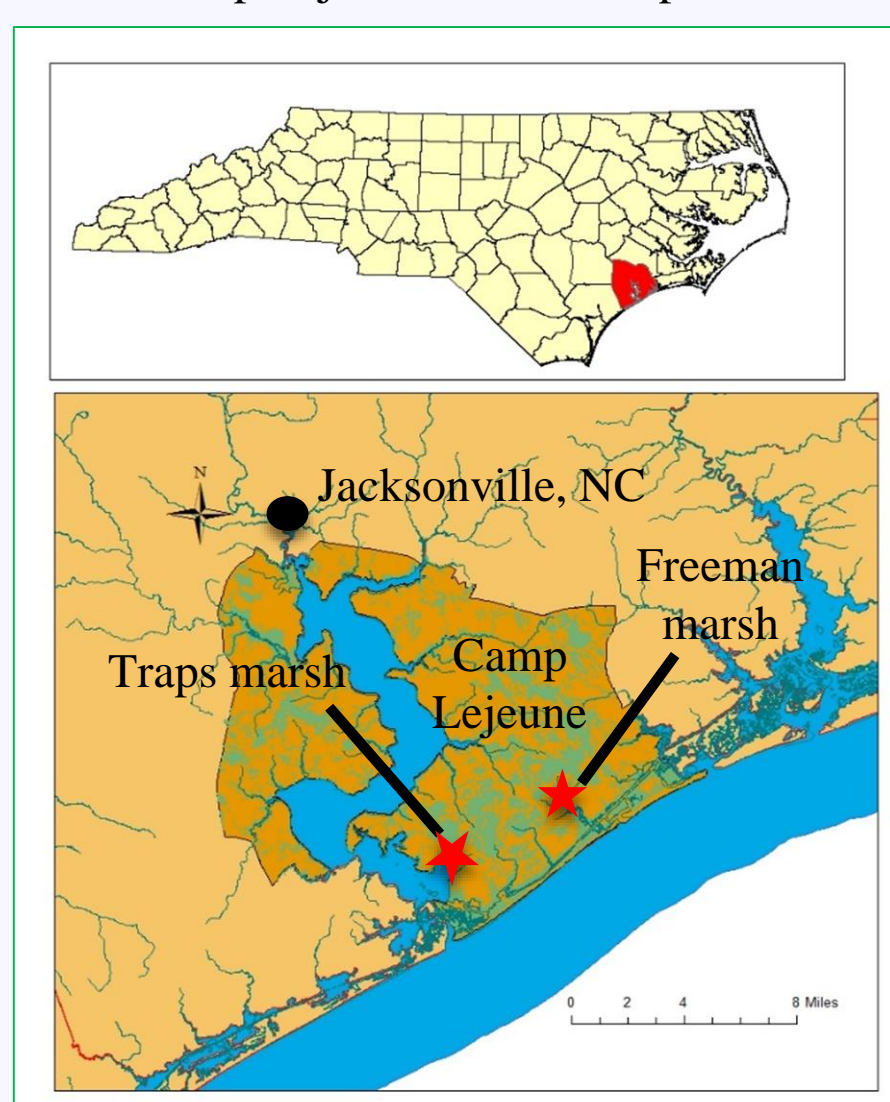 N
Jacksonville, NC
Freeman
marsh
Traps marsh
Camp
Lejeune
0 2 4 8 Miles